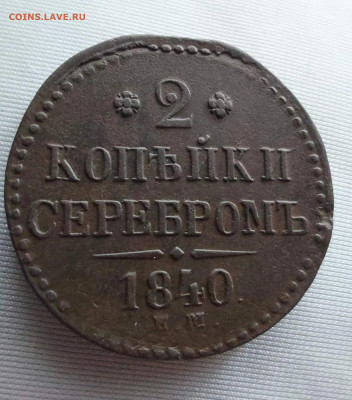 COINS.LAVE.RU
2
КОПѢЙКИ
СЕРЕБРОМЪ
1840.